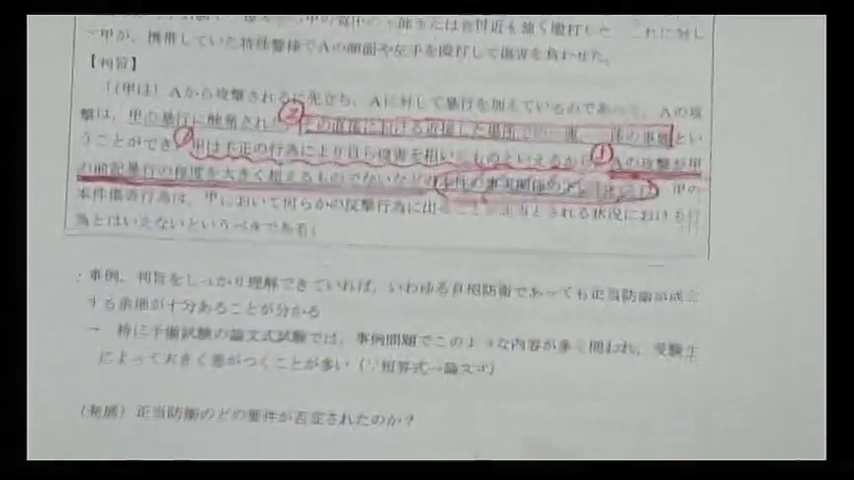 甲が，携帯していた特殊警棒でAの顔面や左手を殴打して傷害を負わせた。
【判旨】
「（甲は）Aから攻撃されるに先立ち，Aに対して暴行を加えているのであって，Aの攻
撃は，甲の暴行に触発された② の直後における近接した場所での一連， 体の事態とい
うことができ① 甲は不正の行為により自ら侵害を招いたものといえるから① Aの攻撃が甲
の前記暴行の程度を大きく超えるものでないなどの本件の事実関係の下 甲の
本件傷害行為は，甲において何らかの反撃行為に出ることが正当とされる状況における行
為とはいえないというべきである」
事例，判旨をしっかり理解できていれば，いわゆる自招防衛であっても正当防衛が成立
する余地が十分あることが分かる
→ 特に予備試験の論文式試験では，事例問題でこのような内容が多く問われ，受験生
によって大きく差がつくことが多い（∵短答式→論文式）
（発展）正当防衛のどの要件が否定されたのか？